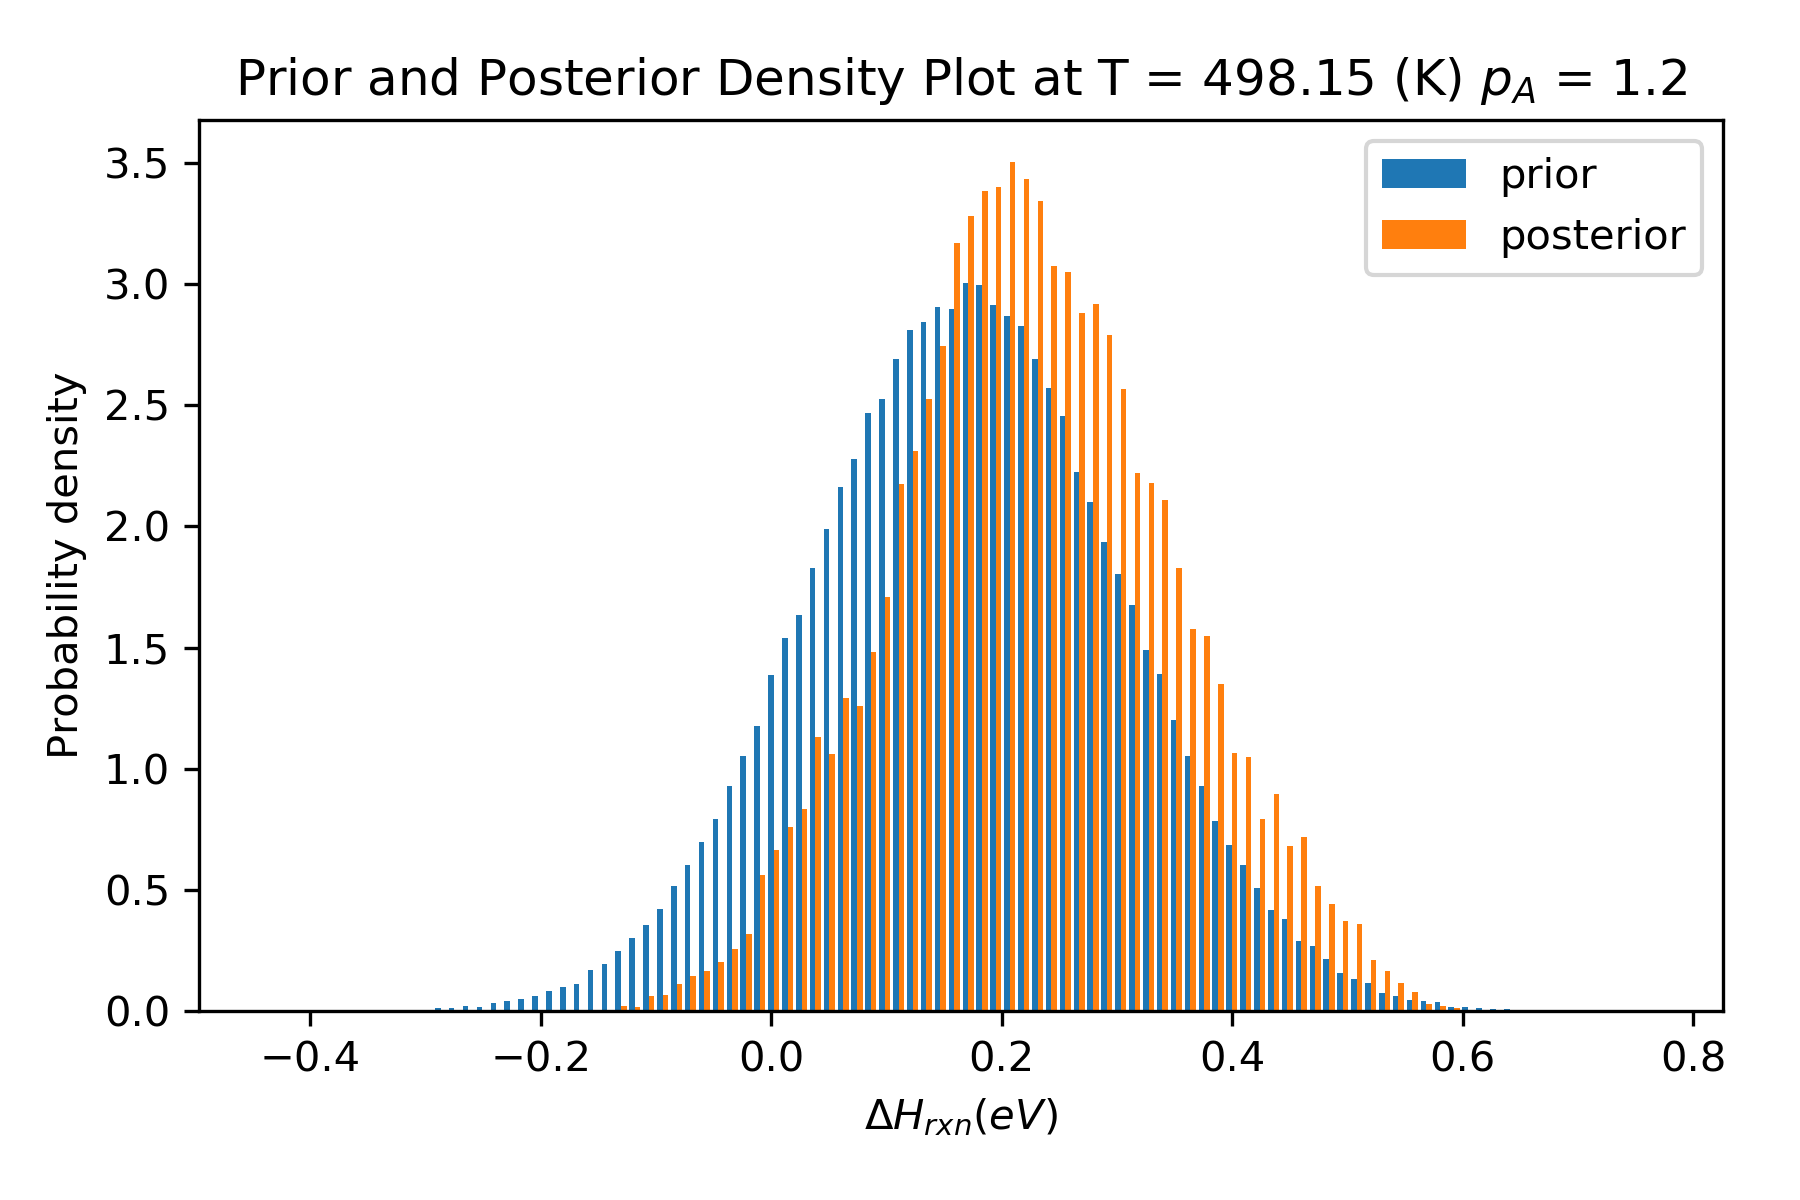 Prior and Posterior Density Plot at T = 498.15 (K) p_A = 1.2
prior
posterior
Probability density
3.5
3.0
2.5
2.0
1.5
1.0
0.5
0.0
−0.4 −0.2 0.0 0.2 0.4 0.6 0.8
ΔH_rxn(eV)